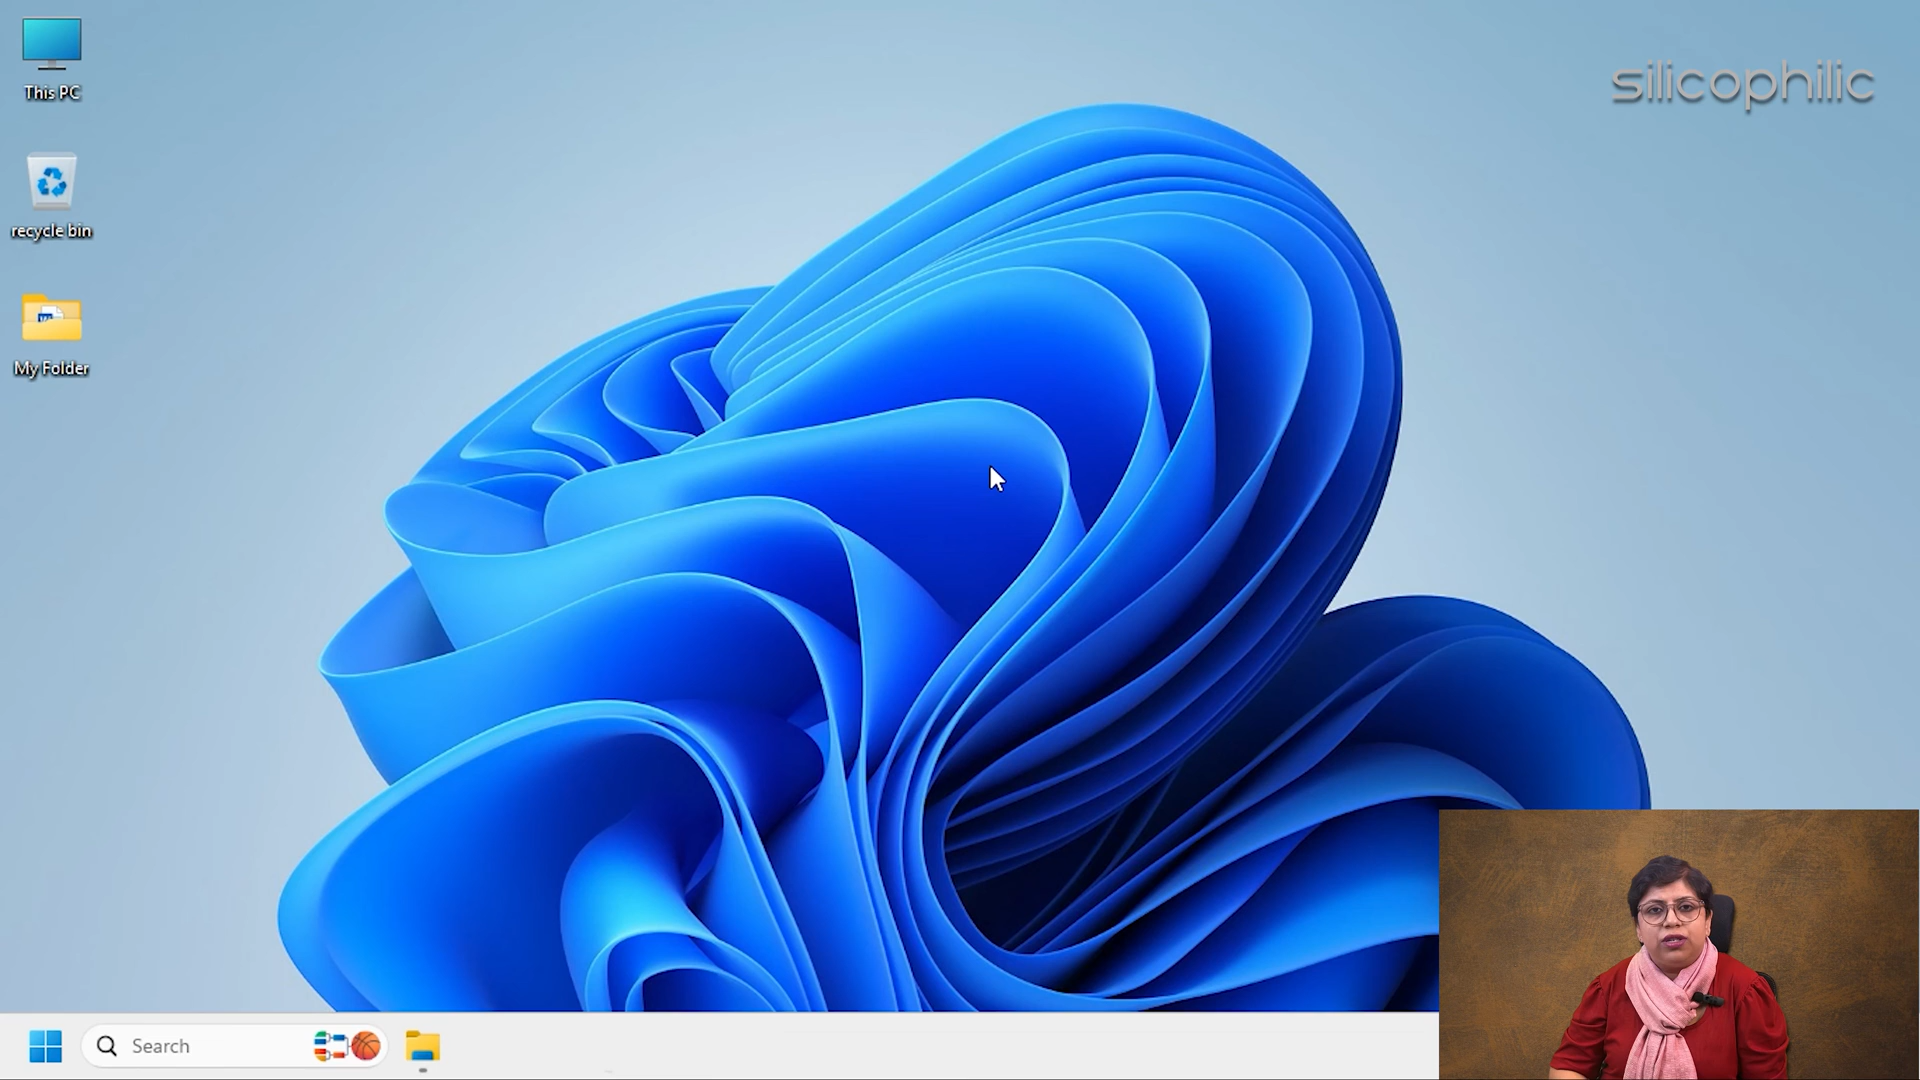 This PC
silicophilic
recycle bin
My Folder
Search